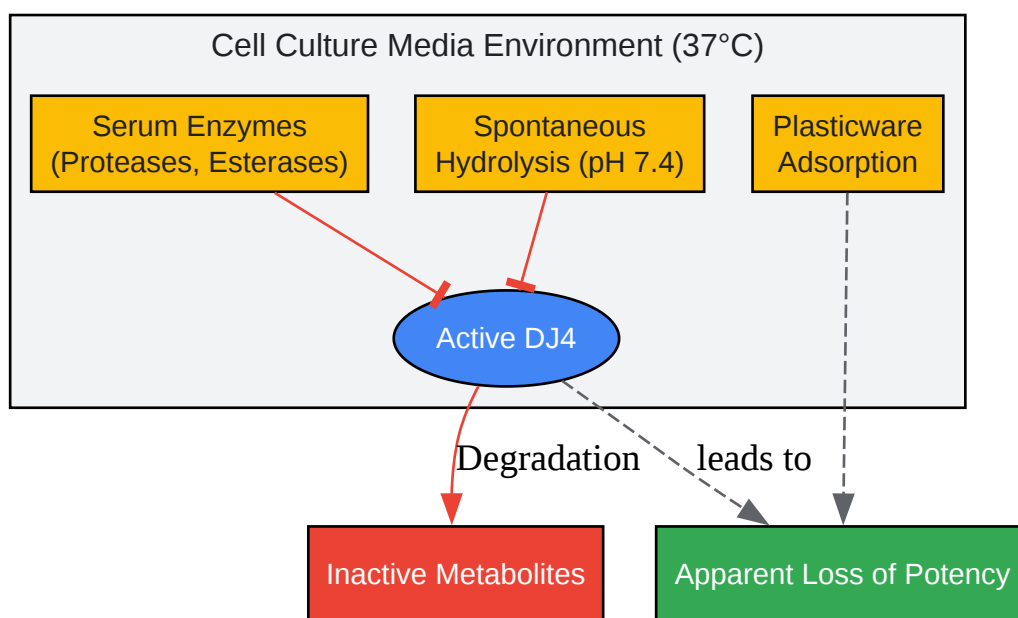 Cell Culture Media Environment (37°C)
Serum Enzymes
(Proteases, Esterases)
Spontaneous
Hydrolysis (pH 7.4)
Plasticware
Adsorption
Active DJ4
Degradation
leads to
Inactive Metabolites
Apparent Loss of Potency